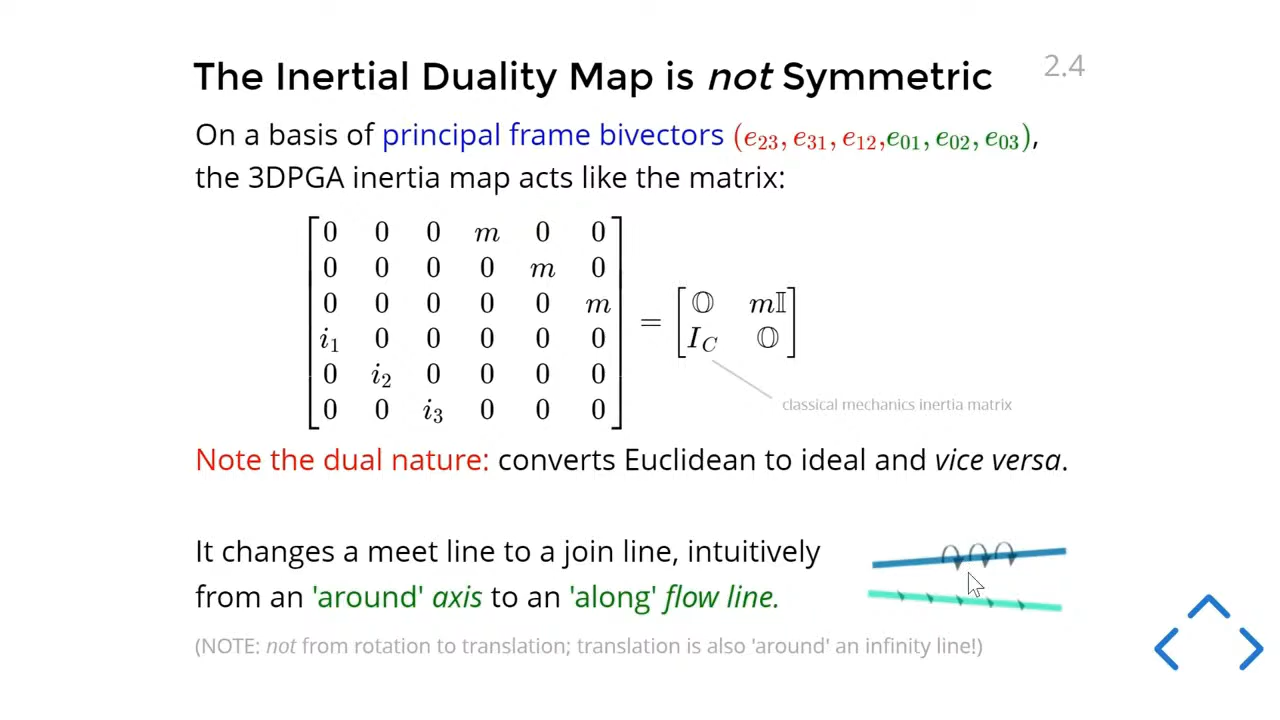 The Inertial Duality Map is not Symmetric
2.4
On a basis of principal frame bivectors (e₂₃, e₃₁, e₁₂,e₀₁, e₀₂, e₀₃),
the 3DPGA inertia map acts like the matrix:
0 0 0 m 0 0
0 0 0 0 m 0
0 0 0 0 0 m
i₁ 0 0 0 0 0
0 i₂ 0 0 0 0
0 0 i₃ 0 0 0
=
𝕆 m𝕀
I_C 𝕆
classical mechanics inertia matrix
Note the dual nature: converts Euclidean to ideal and vice versa.
It changes a meet line to a join line, intuitively
from an 'around' axis to an 'along' flow line.
(NOTE: not from rotation to translation; translation is also 'around' an infinity line!)